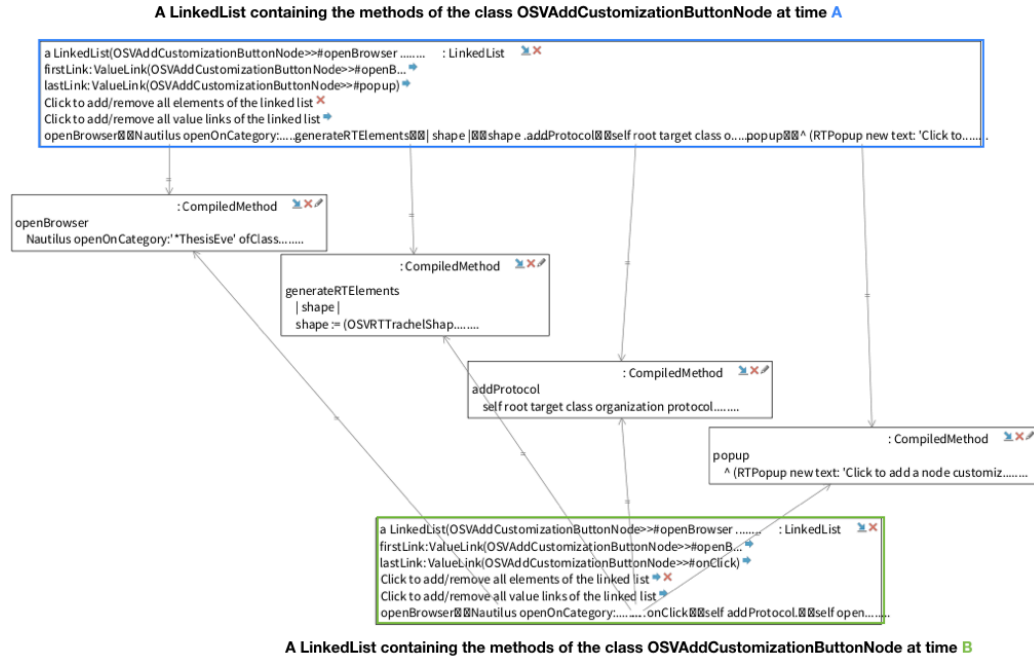 A LinkedList containing the methods of the class OSVAddCustomizationButtonNode at time A
a LinkedList(OSVAddCustomizationButtonNode>>#openBrowser ........ : LinkedList
firstLink: ValueLink(OSVAddCustomizationButtonNode>>#openB...
lastLink: ValueLink(OSVAddCustomizationButtonNode>>#popup)
Click to add/remove all elements of the linked list
Click to add/remove all value links of the linked list
openBrowser Nautilus openOnCategory:.....generateRTElements | shape | shape .addProtocol self root target class o.....popup ^ (RTPopup new text: 'Click to........
: CompiledMethod
openBrowser
Nautilus openOnCategory:'*ThesisEve' ofClass........
: CompiledMethod
generateRTElements
| shape |
shape := (OSVRTTrachelShap........
: CompiledMethod
addProtocol
self root target class organization protocol........
: CompiledMethod
popup
^ (RTPopup new text: 'Click to add a node customiz........
a LinkedList(OSVAddCustomizationButtonNode>>#openBrowser ........ : LinkedList
firstLink: ValueLink(OSVAddCustomizationButtonNode>>#openB...
lastLink: ValueLink(OSVAddCustomizationButtonNode>>#onClick)
Click to add/remove all elements of the linked list
Click to add/remove all value links of the linked list
openBrowser Nautilus openOnCategory:........onClick self addProtocol. self open........
A LinkedList containing the methods of the class OSVAddCustomizationButtonNode at time B